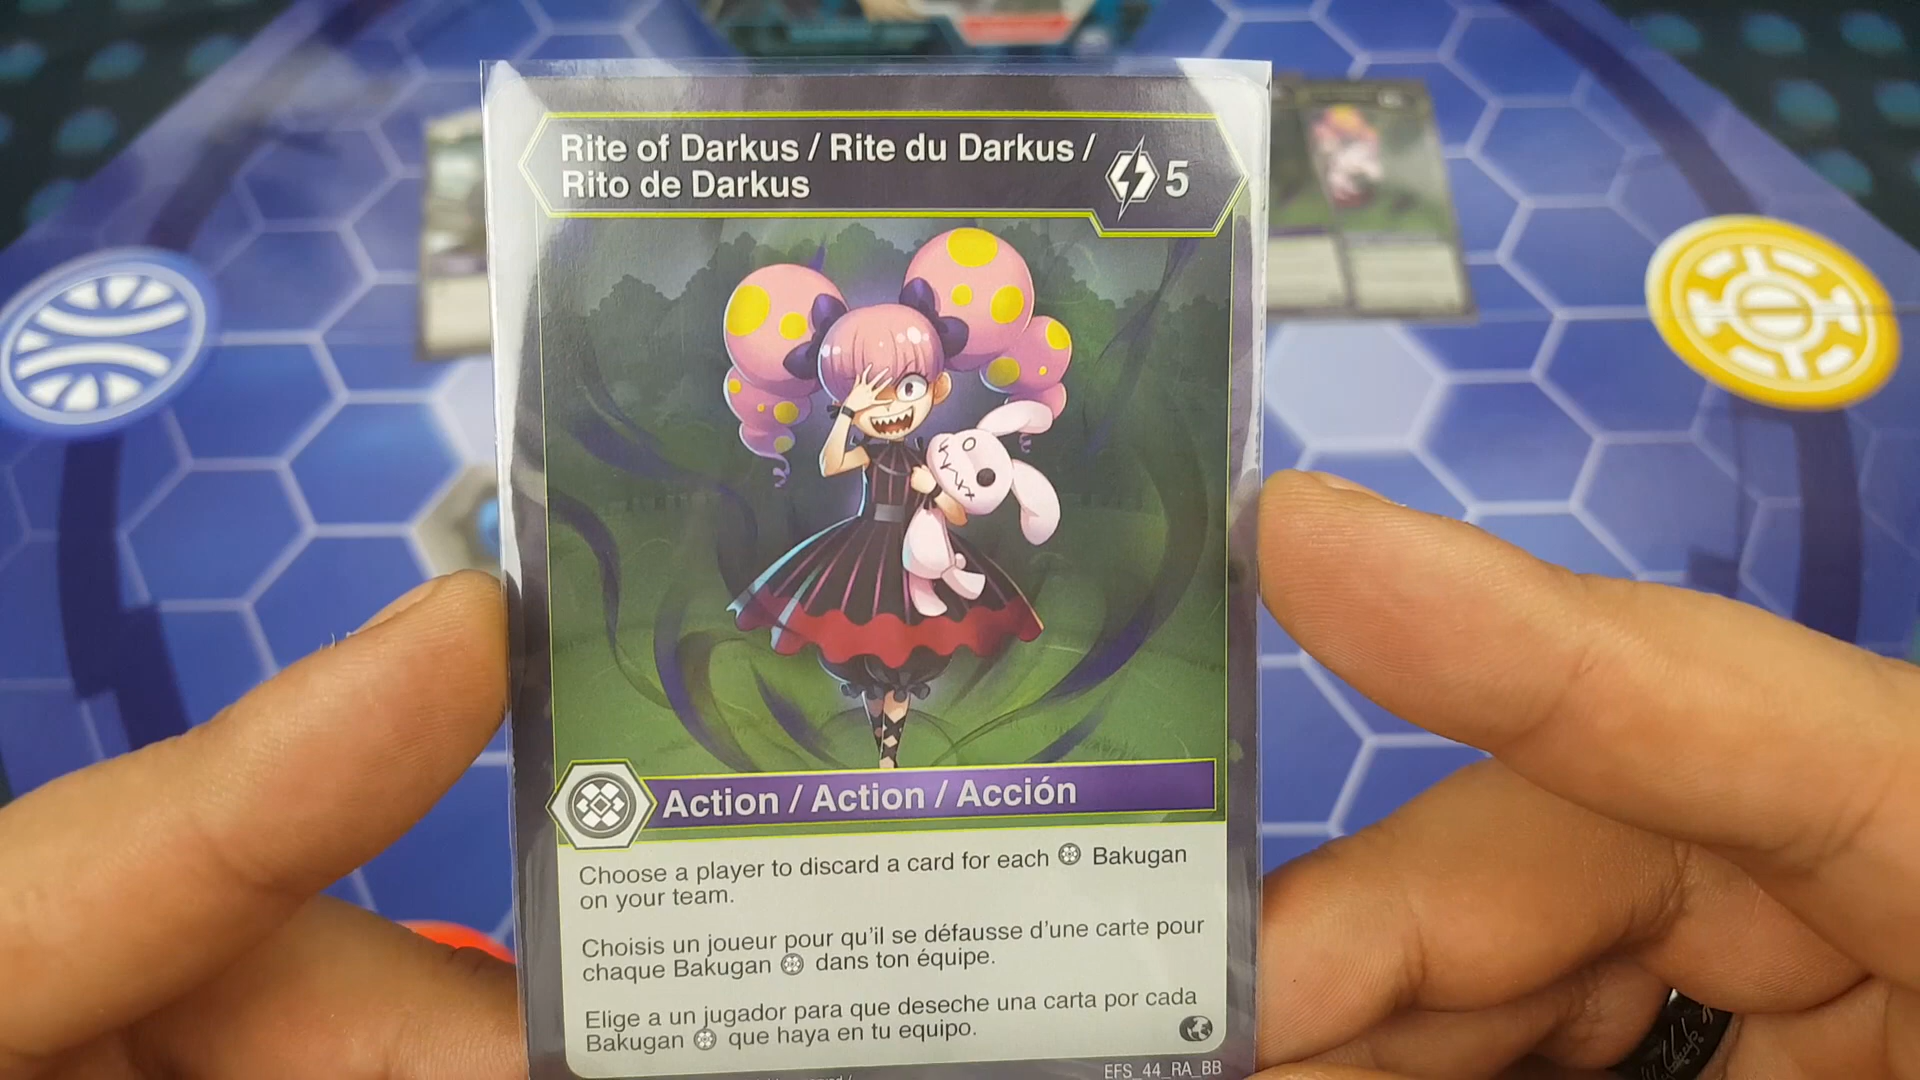 Rite of Darkus / Rite du Darkus /
Rito de Darkus
5
Action / Action / Acción
Choose a player to discard a card for each Bakugan
on your team.
Choisis un joueur pour qu'il se défausse d'une carte pour
chaque Bakugan dans ton équipe.
Elige a un jugador para que deseche una carta por cada
Bakugan que haya en tu equipo.
EFS_44_RA_BB